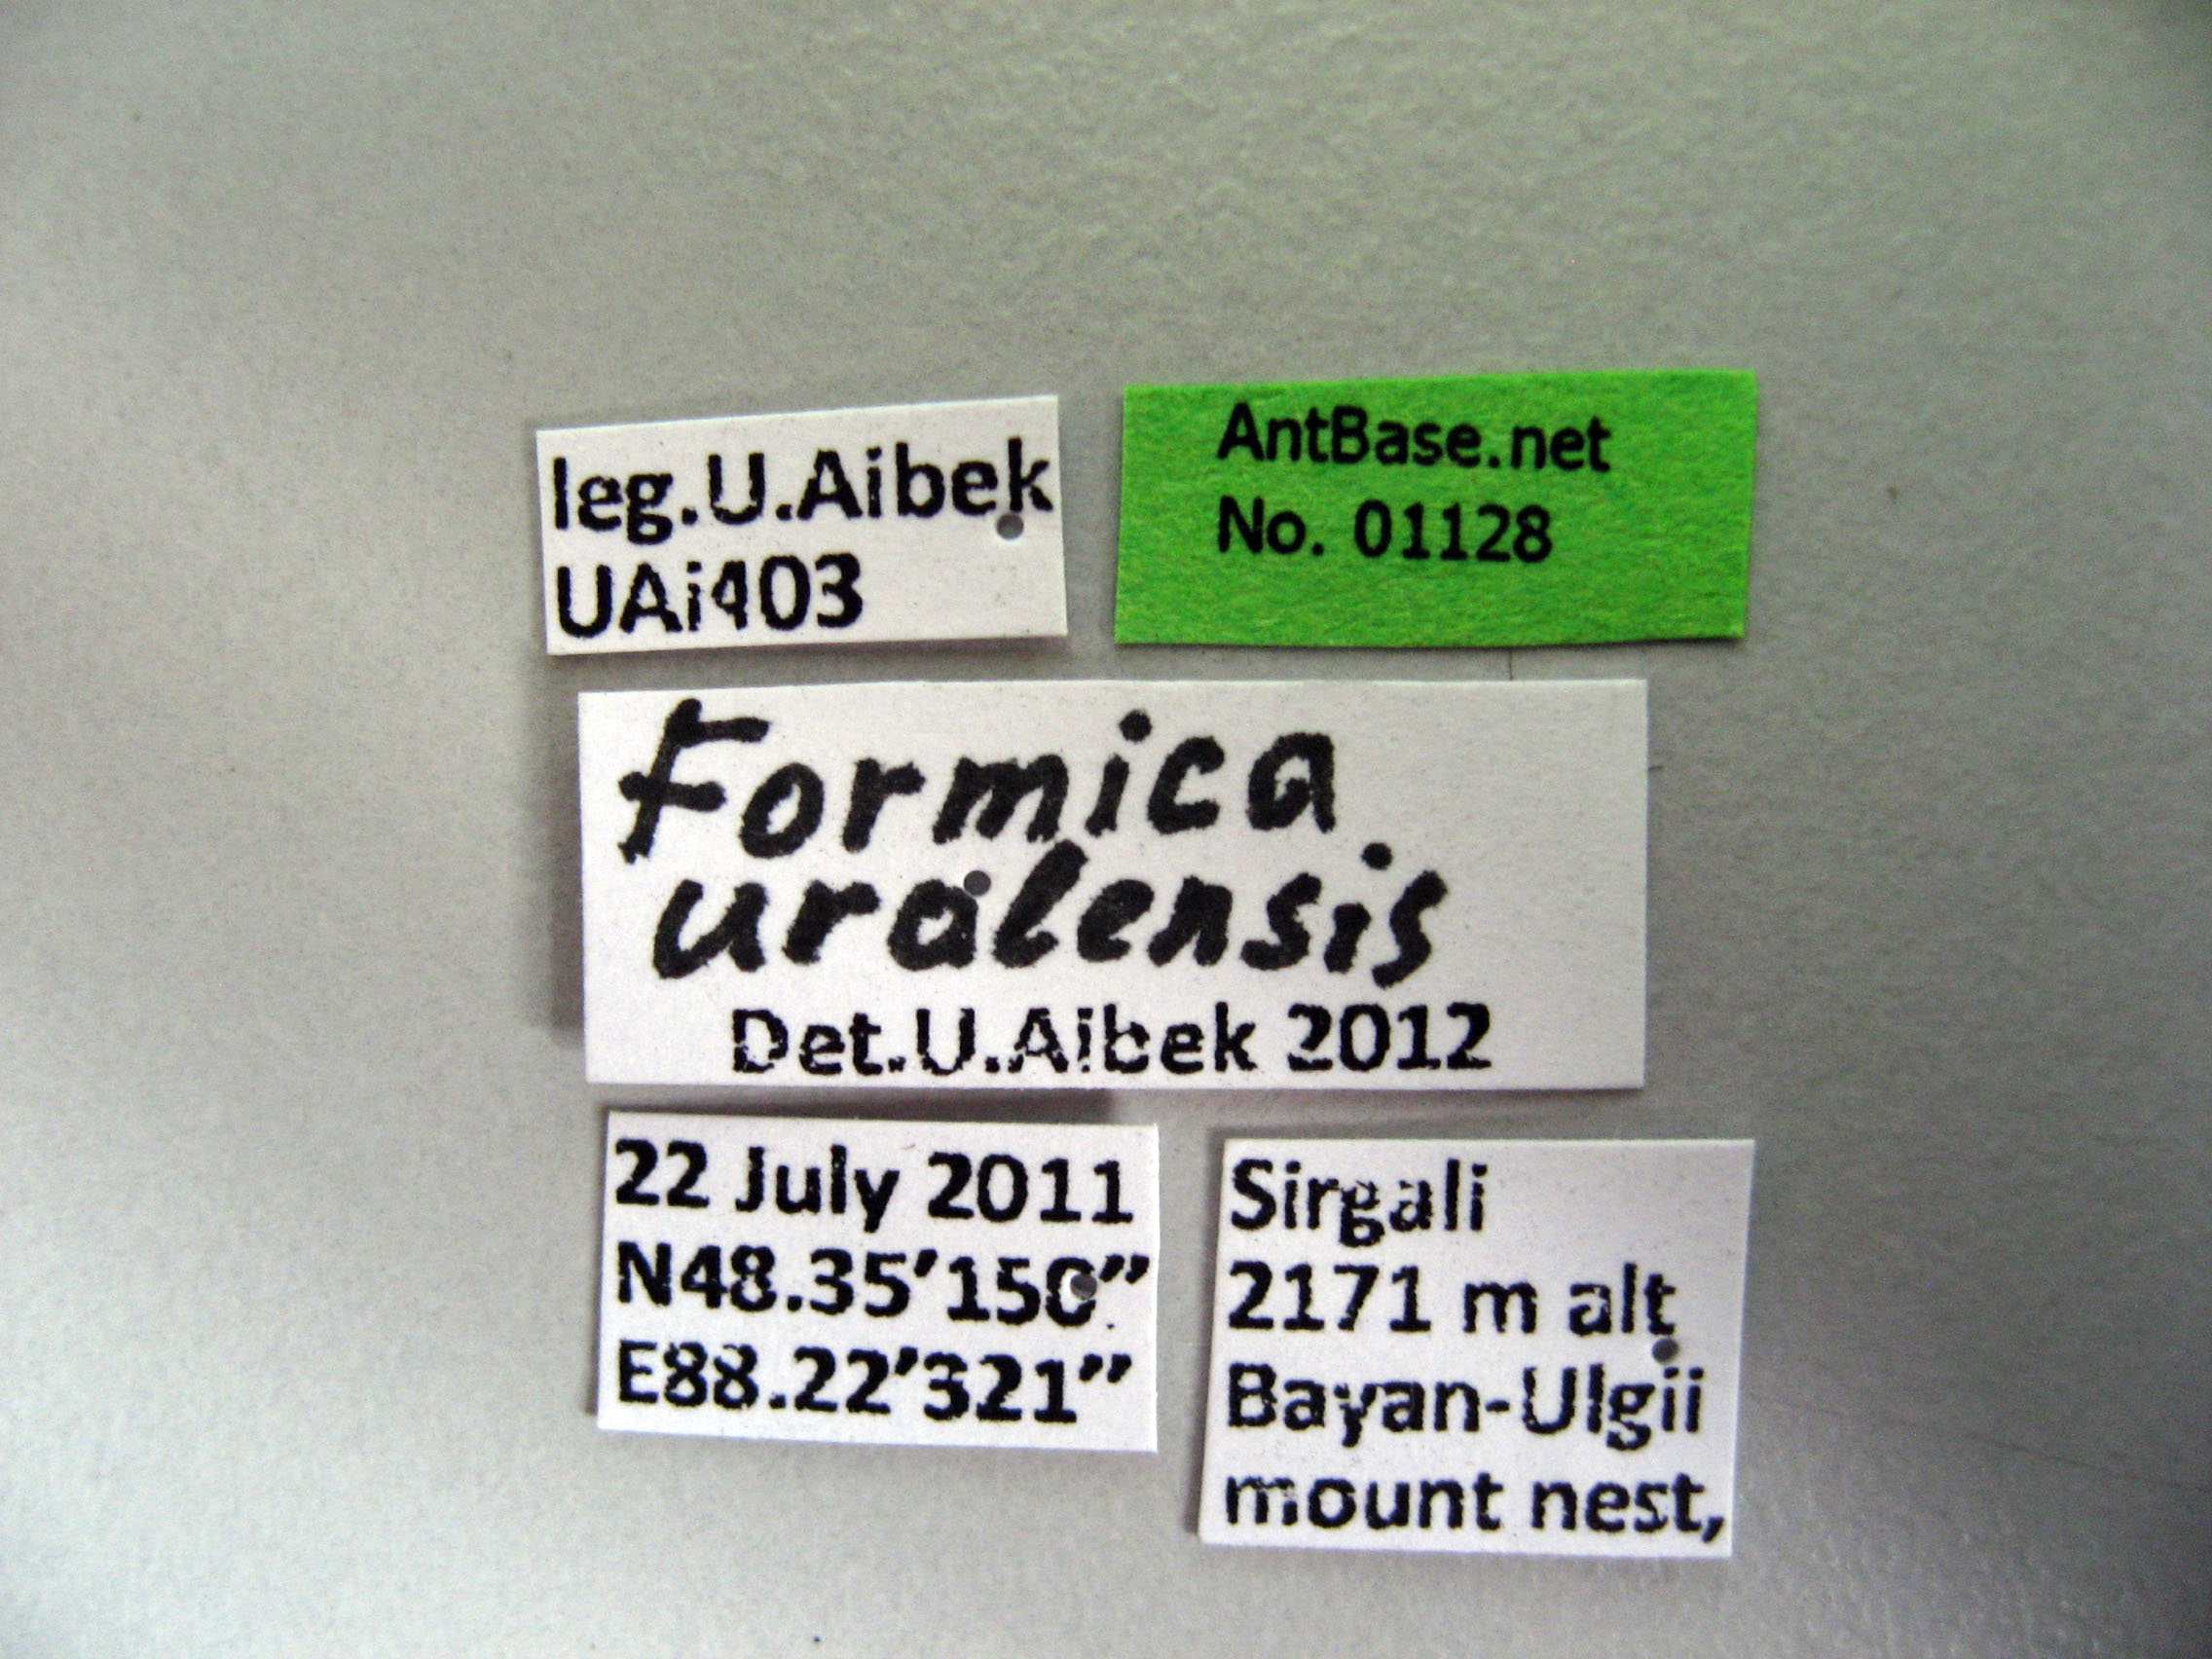 leg.U.Aibek
UAi403
AntBase.net
No. 01128
Formica
uralensis
Det.U.Aibek 2012
22 July 2011
N48.35’150”
E88.22’321”
Sirgali
2171 m alt
Bayan-Ulgii
mount nest,